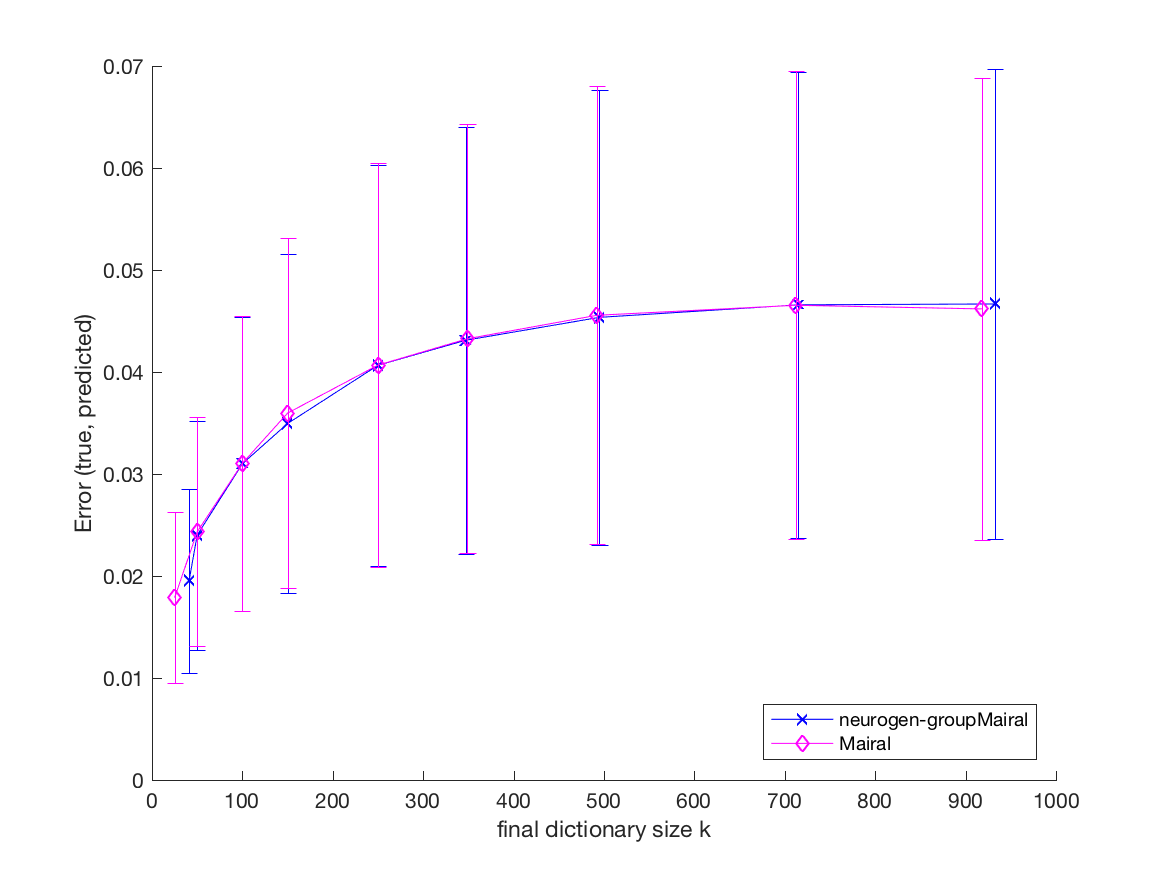 0.07
0.06
0.05
0.04
0.03
0.02
0.01
0
Error (true, predicted)
0 100 200 300 400 500 600 700 800 900 1000
final dictionary size k
neurogen-groupMairal
Mairal